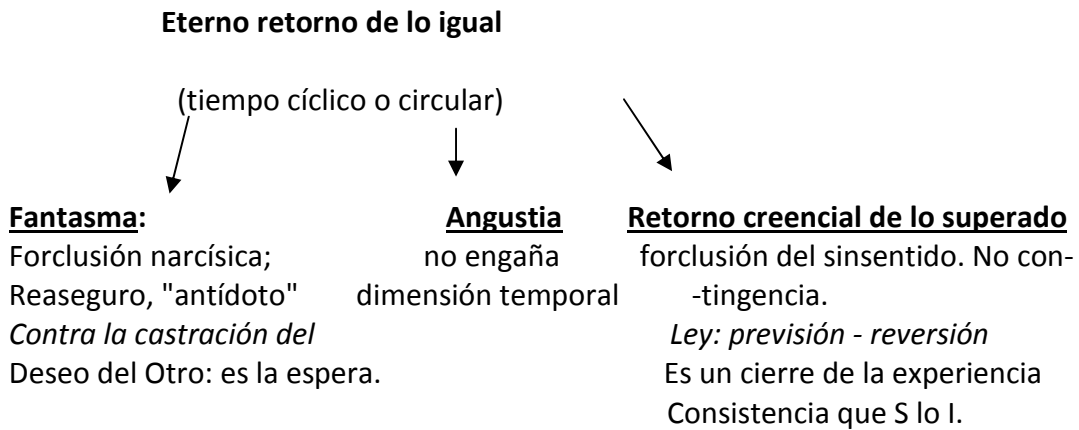 Eterno retorno de lo igual
(tiempo cíclico o circular)
Fantasma: Angustia Retorno creencial de lo superado
Forclusión narcísica; no engaña forclusión del sinsentido. No con-
Reaseguro, "antídoto" dimensión temporal -tingencia.
Contra la castración del Ley: previsión - reversión
Deseo del Otro: es la espera. Es un cierre de la experiencia
Consistencia que S lo I.